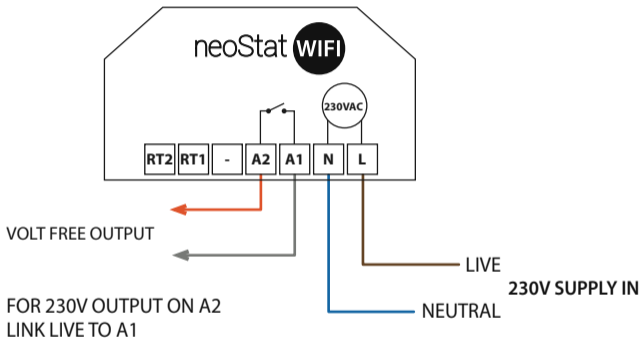 neoStat WIFI
230VAC
RT2 RT1 - A2 A1 N L
VOLT FREE OUTPUT
LIVE
230V SUPPLY IN
NEUTRAL
FOR 230V OUTPUT ON A2
LINK LIVE TO A1